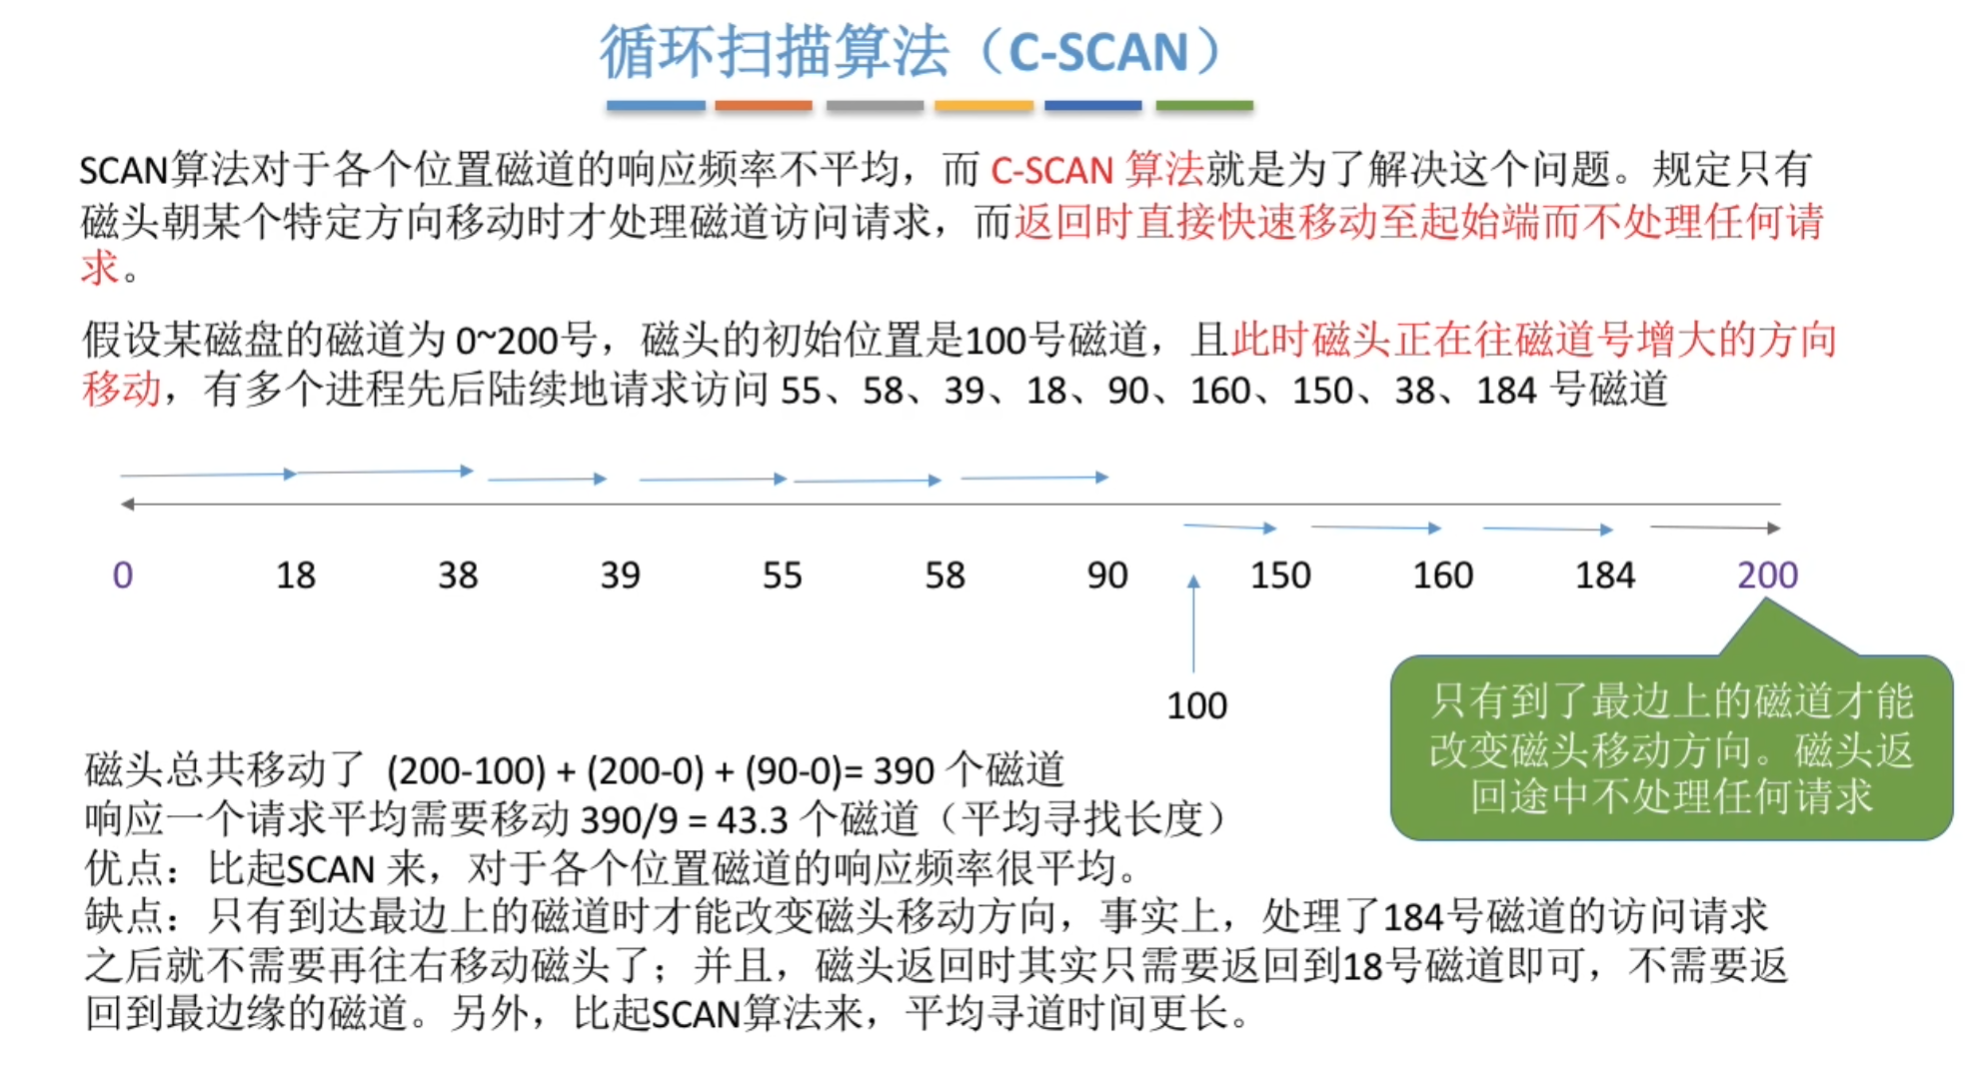 循环扫描算法（C-SCAN）
SCAN算法对于各个位置磁道的响应频率不平均，而 C-SCAN 算法就是为了解决这个问题。规定只有
磁头朝某个特定方向移动时才处理磁道访问请求，而返回时直接快速移动至起始端而不处理任何请
求。
假设某磁盘的磁道为 0~200号，磁头的初始位置是100号磁道，且此时磁头正在往磁道号增大的方向
移动，有多个进程先后陆续地请求访问 55、58、39、18、90、160、150、38、184 号磁道
0 18 38 39 55 58 90 150 160 184 200
100
只有到了最边上的磁道才能
改变磁头移动方向。磁头返
回途中不处理任何请求
磁头总共移动了 (200-100) + (200-0) + (90-0)= 390 个磁道
响应一个请求平均需要移动 390/9 = 43.3 个磁道（平均寻找长度）
优点：比起SCAN 来，对于各个位置磁道的响应频率很平均。
缺点：只有到达最边上的磁道时才能改变磁头移动方向，事实上，处理了184号磁道的访问请求
之后就不需要再往右移动磁头了；并且，磁头返回时其实只需要返回到18号磁道即可，不需要返
回到最边缘的磁道。另外，比起SCAN算法来，平均寻道时间更长。